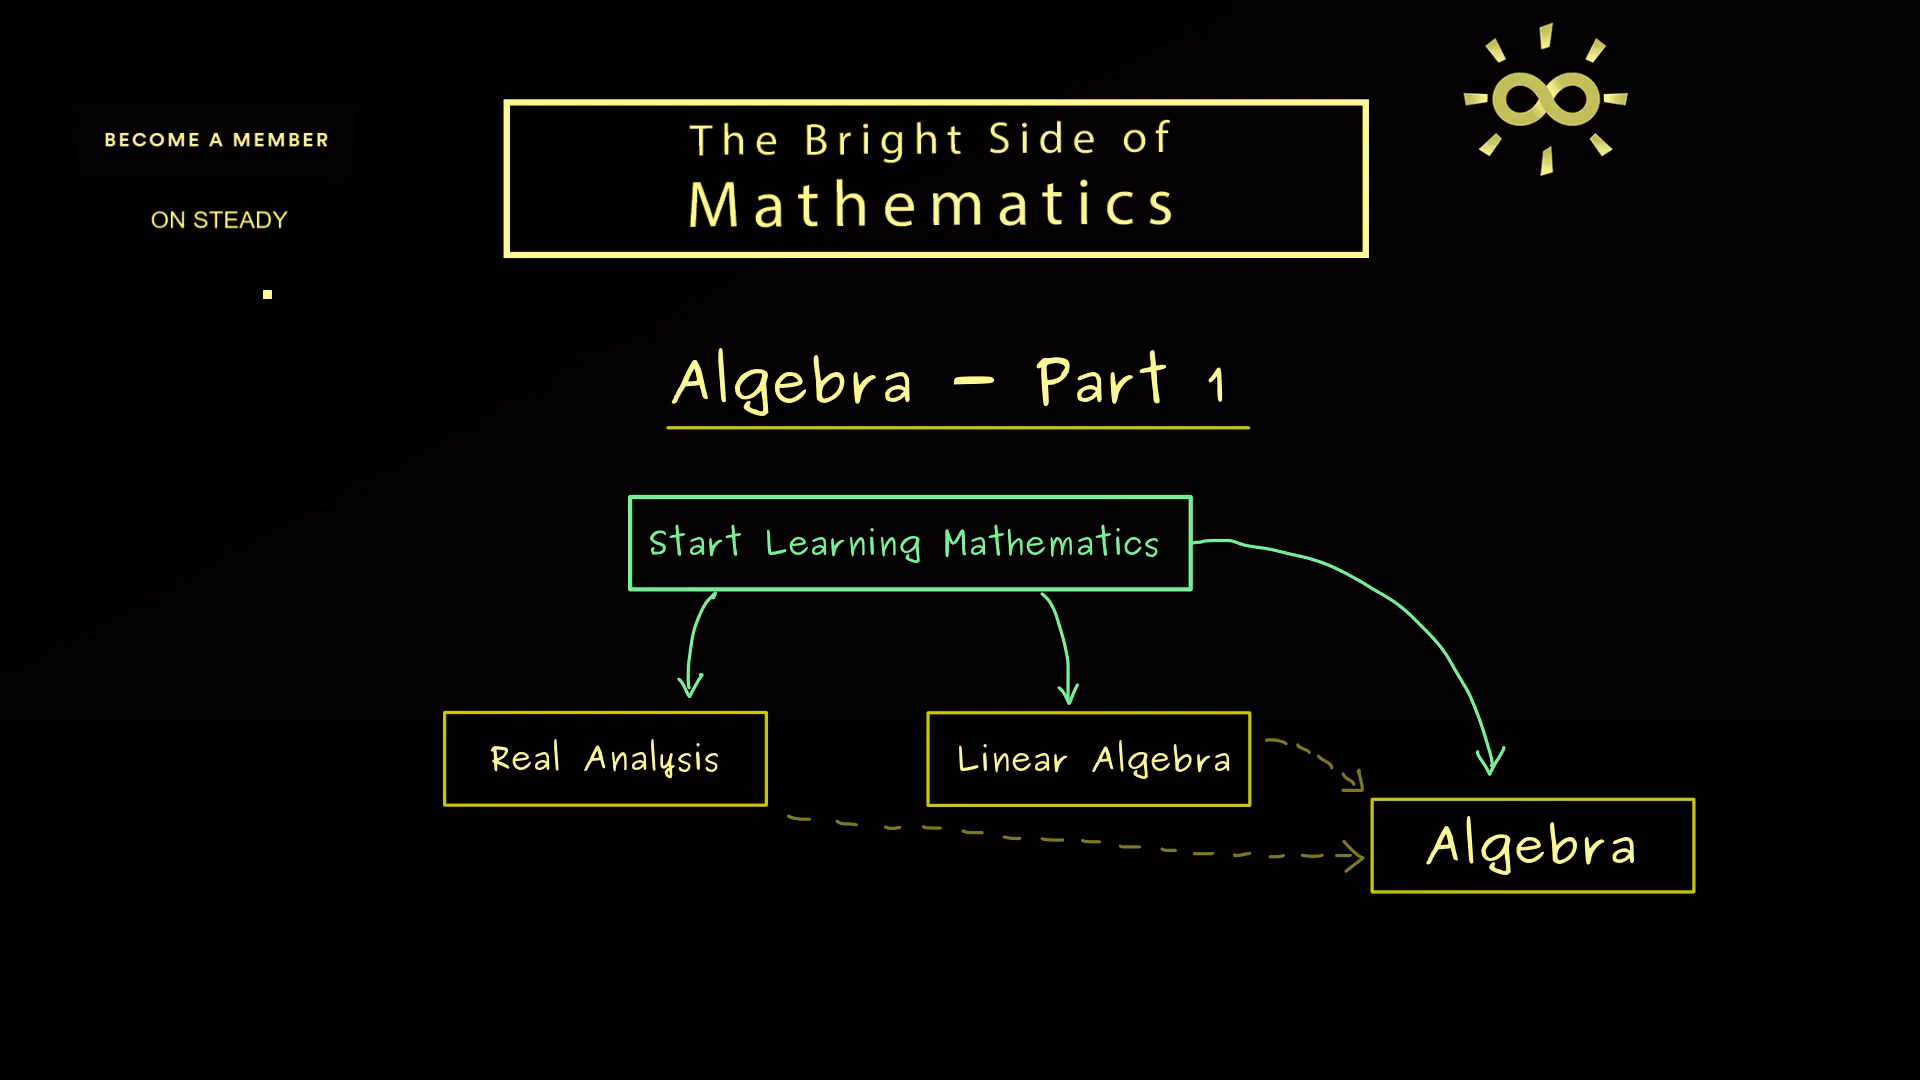 BECOME A MEMBER
ON STEADY
The Bright Side of
Mathematics
Algebra - Part 1
Start Learning Mathematics
Real Analysis
Linear Algebra
Algebra